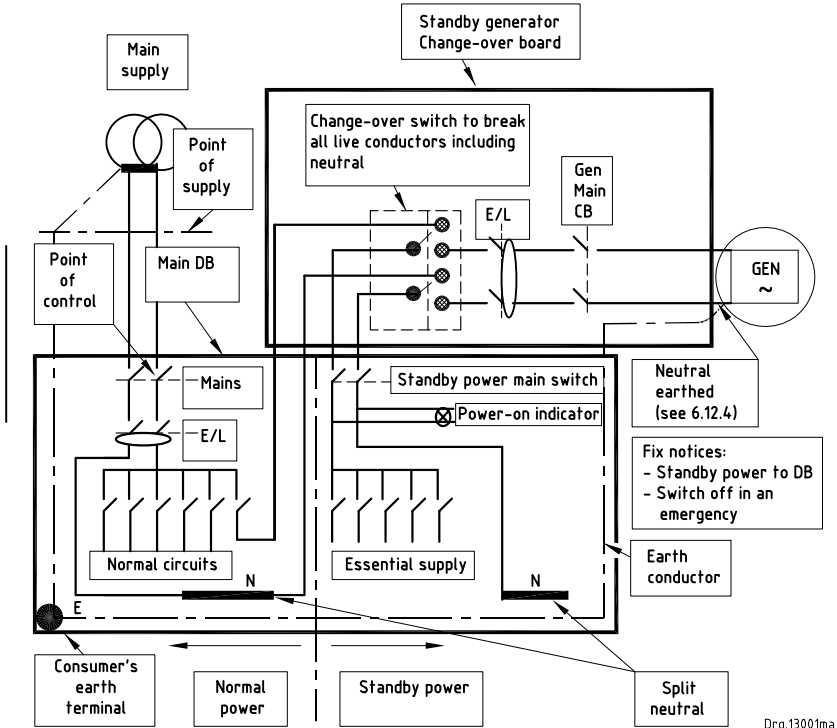 Standby generator
Change-over board
Main
supply
Change-over switch to break
all live conductors including
neutral
Point
of
supply
Gen
Main
CB
E/L
Point
of
control
Main DB
GEN
~
Mains
Standby power main switch
Neutral
earthed
(see 6.12.4)
Power-on indicator
E/L
Fix notices:
- Standby power to DB
- Switch off in an
emergency
Normal circuits
Essential supply
Earth
conductor
N
N
E
Consumer's
earth
terminal
Normal
power
Standby power
Split
neutral
Drg.13001ma